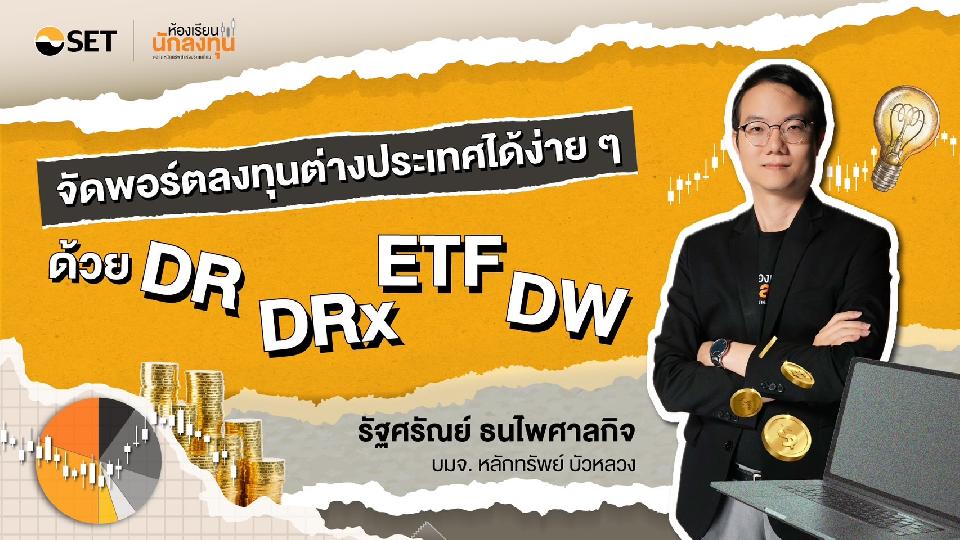 SET
ห้องเรียน
นักลงทุน
จัดพอร์ตลงทุนต่างประเทศได้ง่าย ๆ
ด้วย DR DRx ETF DW
รัฐศรัณย์ ธนไพศาลกิจ
บมจ. หลักทรัพย์ บัวหลวง